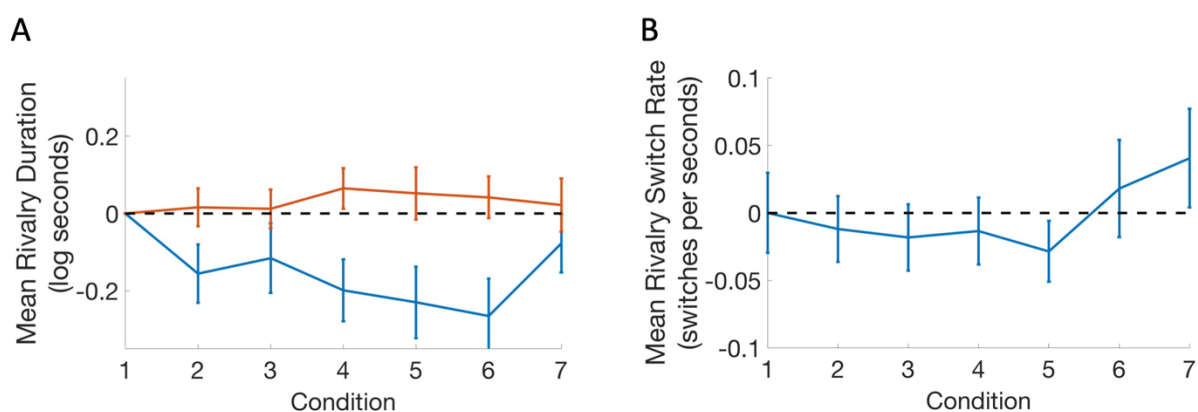 A
Mean Rivalry Duration
(log seconds)
0.2
0
-0.2
1 2 3 4 5 6 7
Condition
B
Mean Rivalry Switch Rate
(switches per seconds)
0.1
0.05
0
-0.05
-0.1
1 2 3 4 5 6 7
Condition